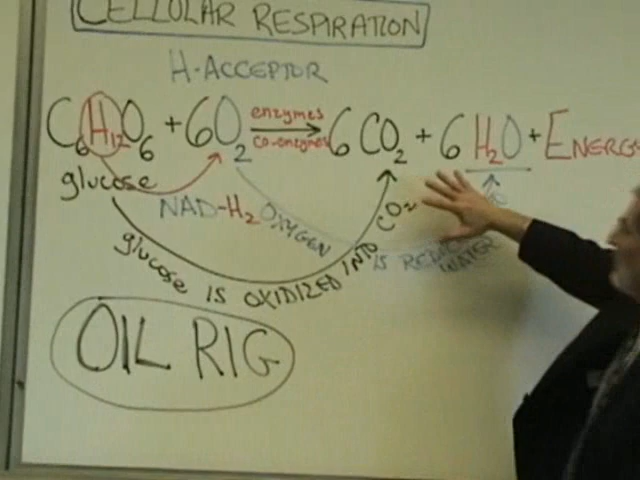 CELLULAR RESPIRATION
H-ACCEPTOR
C6H12O6 + 6O2 enzymes co-enzymes 6CO2 + 6H2O + ENERG
glucose
NAD-H2
OXYGEN IS REDUCED WATER
glucose IS OXIDIZED INTO CO2
OIL RIG